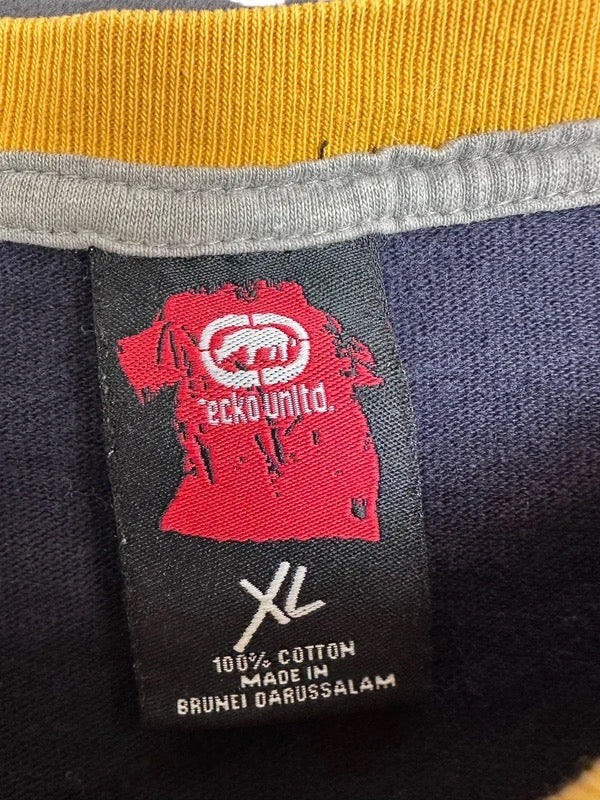 *ecko unltd.
XL
100% COTTON
MADE IN
BRUNEI DARUSSALAM